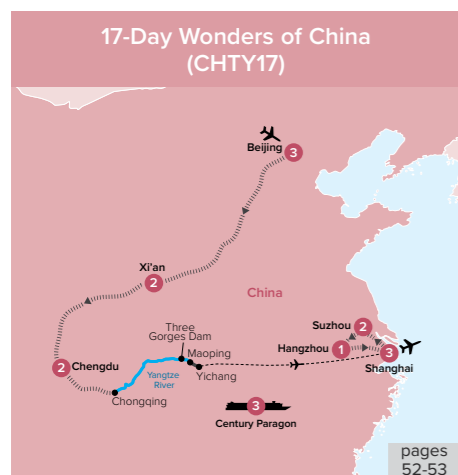 17-Day Wonders of China
(CHTY17)
Beijing
3
Xi'an
2
China
Three
Gorges Dam
Suzhou
2
Maoping
Hangzhou
1
3
Shanghai
2
Chengdu
Yangtze
River
Yichang
Chongqing
3
Century Paragon
pages
52-53